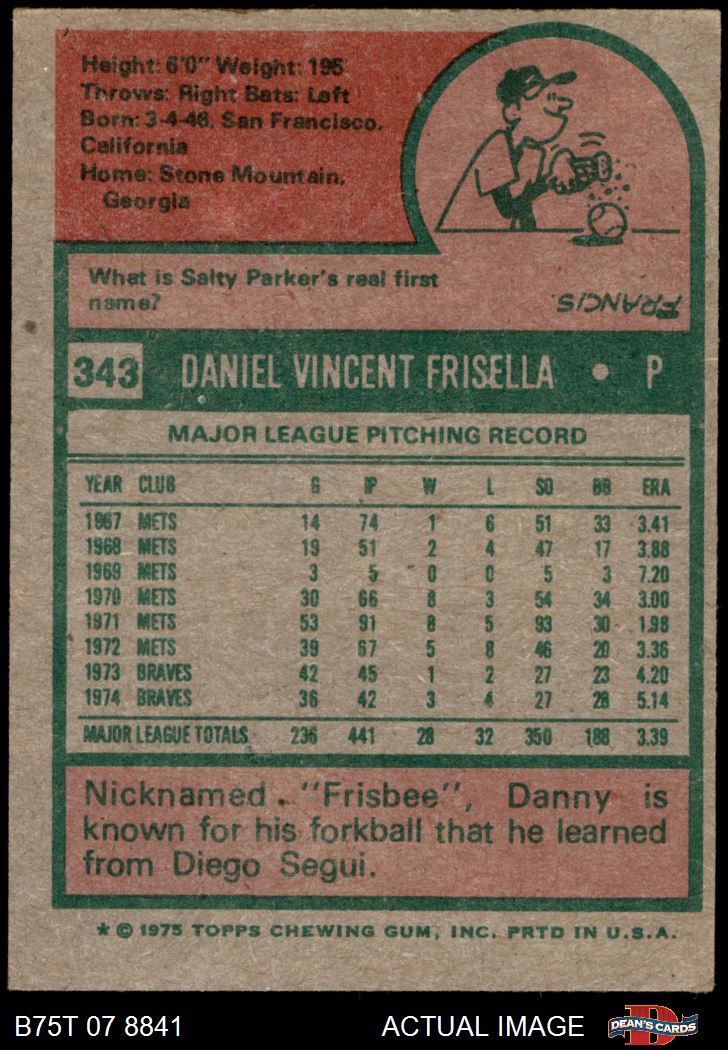 Height: 6'0" Weight: 195
Throws: Right Bats: Left
Born: 3-4-46, San Francisco,
California
Home: Stone Mountain,
Georgia
What is Salty Parker's real first
name?
FRANCIS.
343 DANIEL VINCENT FRISELLA • P
MAJOR LEAGUE PITCHING RECORD
YEAR CLUB G IP W L SO BB ERA
1967 METS 14 74 1 6 51 33 3.41
1968 METS 19 51 2 4 47 17 3.88
1969 METS 3 5 0 0 5 3 7.20
1970 METS 30 66 8 3 54 34 3.00
1971 METS 53 91 8 5 93 30 1.98
1972 METS 39 67 5 8 46 20 3.36
1973 BRAVES 42 45 1 2 27 23 4.20
1974 BRAVES 36 42 3 4 27 28 5.14
MAJOR LEAGUE TOTALS 236 441 28 32 350 188 3.39
Nicknamed "Frisbee", Danny is
known for his forkball that he learned
from Diego Segui.
* © 1975 TOPPS CHEWING GUM, INC. PRTD IN U.S.A.
B75T 07 8841 ACTUAL IMAGE DEAN'S CARDS